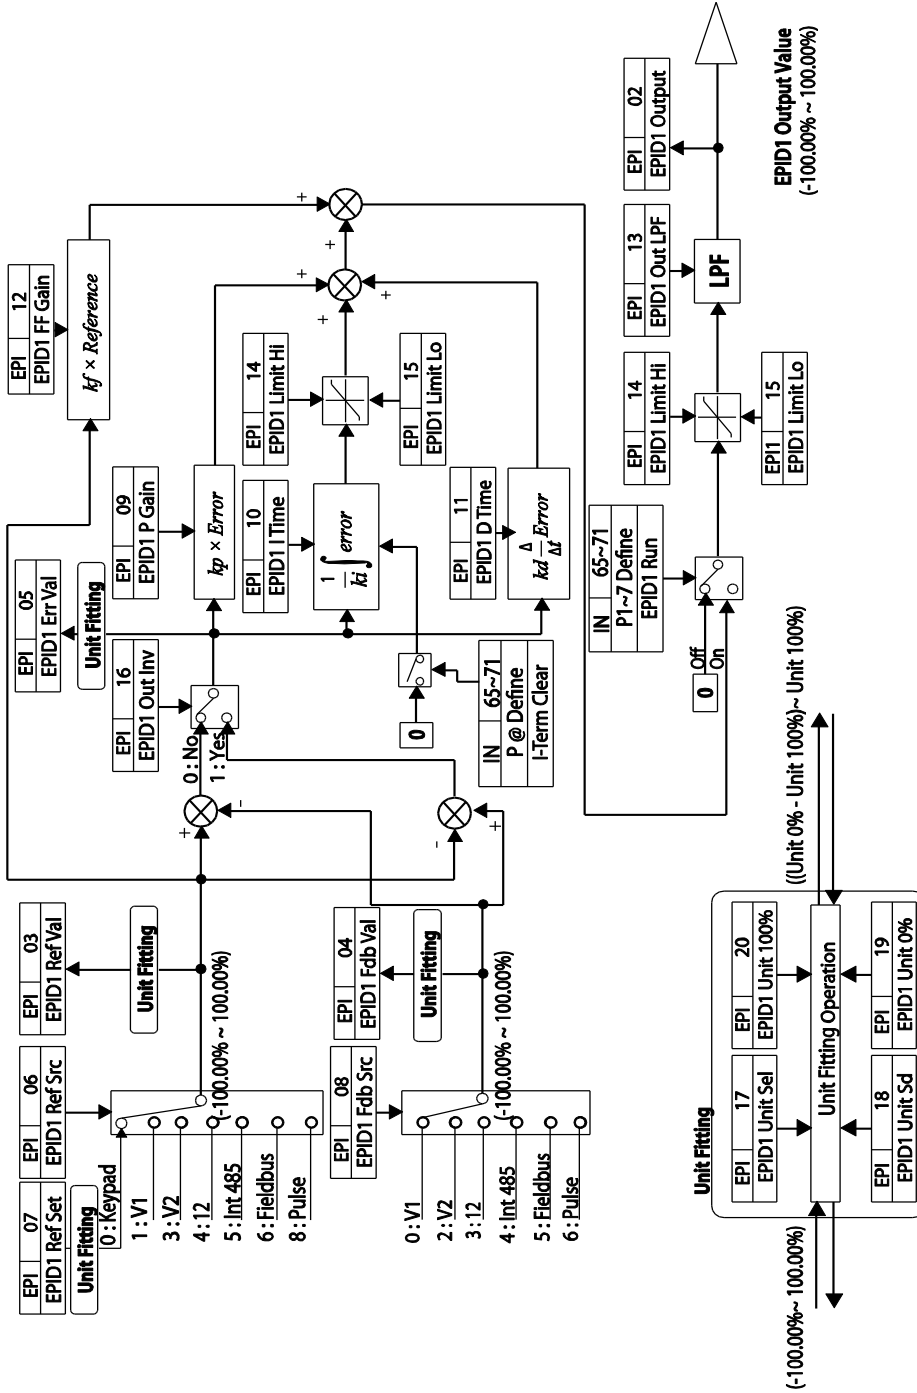 EPI 07
EPID1 Ref Set
Unit Fitting
EPI 06
EPID1 Ref Src
0 : Keypad
1 : V1
3 : V2
4 : 12
5 : Int 485
6 : Fieldbus
8 : Pulse
(-100.00% ~ 100.00%)
EPI 03
EPID1 Ref Val
Unit Fitting
EPI 08
EPID1 Fdb Src
0 : V1
2 : V2
3 : 12
4 : Int 485
5 : Fieldbus
6 : Pulse
(-100.00% ~ 100.00%)
EPI 04
EPID1 Fdb Val
Unit Fitting
+
-
-
+
0 : No
1 : Yes
EPI 16
EPID1 Out Inv
EPI 05
EPID1 Err Val
Unit Fitting
EPI 12
EPID1 FF Gain
kf × Reference
EPI 09
EPID1 P Gain
kp × Error
EPI 10
EPID1 I Time
1/ki ∫ error
EPI 14
EPID1 Limit Hi
EPI 15
EPID1 Limit Lo
EPI 11
EPID1 D Time
kd Δ/Δt Error
0
IN 65~71
P @ Define
I-Term Clear
+
+
+
+
+
IN 65~71
P1~7 Define
EPID1 Run
0
Off
On
EPI 14
EPID1 Limit Hi
EPI1 15
EPID1 Limit Lo
EPI 13
EPID1 Out LPF
LPF
EPI 02
EPID1 Output
EPID1 Output Value
(-100.00% ~ 100.00%)
Unit Fitting
EPI 17
EPID1 Unit Sel
EPI 20
EPID1 Unit 100%
Unit Fitting Operation
EPI 18
EPID1 Unit Sd
EPI 19
EPID1 Unit 0%
(-100.00%~ 100.00%)
((Unit 0% - Unit 100%)~ Unit 100%)